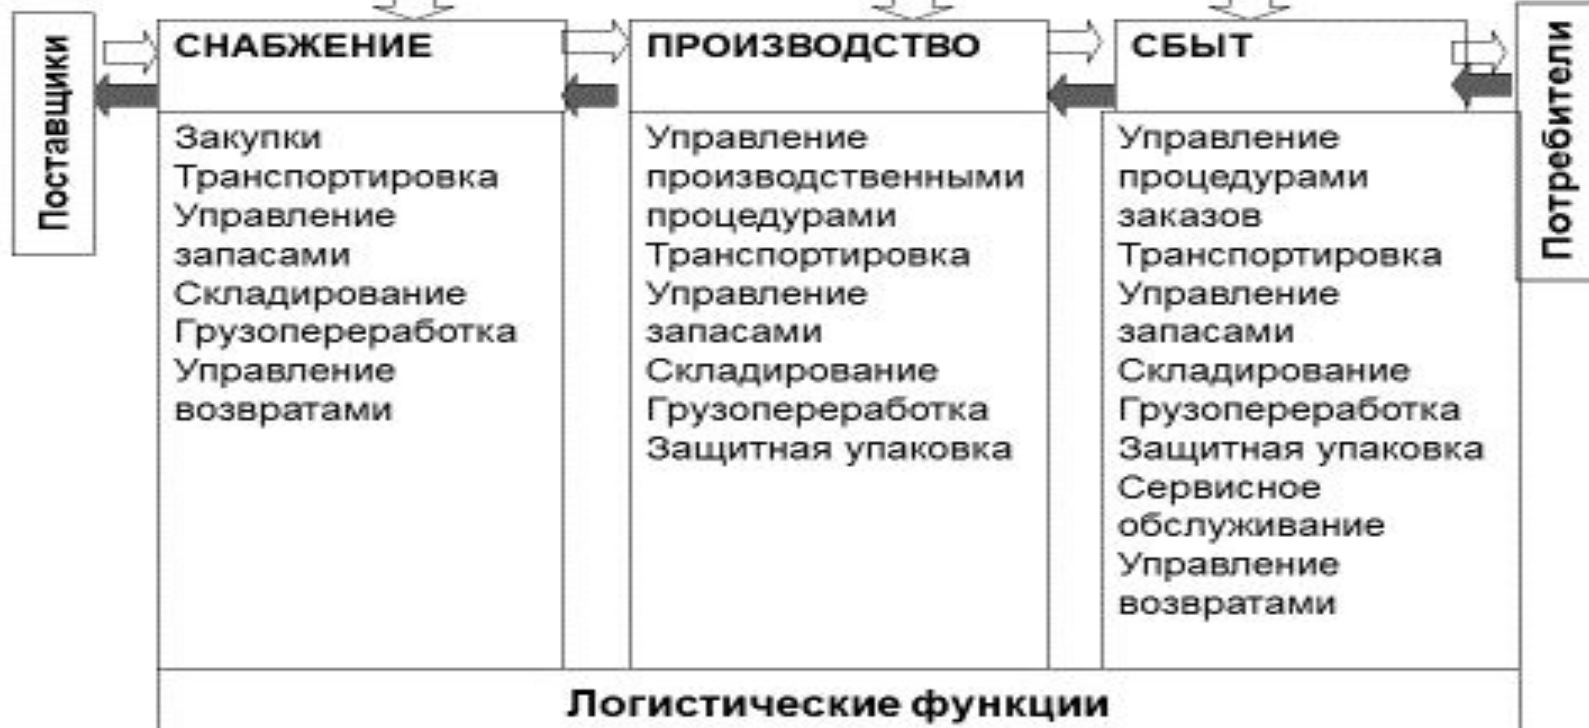 Поставщики
СНАБЖЕНИЕ
Закупки
Транспортировка
Управление
запасами
Складирование
Грузопереработка
Управление
возвратами
ПРОИЗВОДСТВО
Управление
производственными
процедурами
Транспортировка
Управление
запасами
Складирование
Грузопереработка
Защитная упаковка
СБЫТ
Управление
процедурами
заказов
Транспортировка
Управление
запасами
Складирование
Грузопереработка
Защитная упаковка
Сервисное
обслуживание
Управление
возвратами
Потребители
Логистические функции